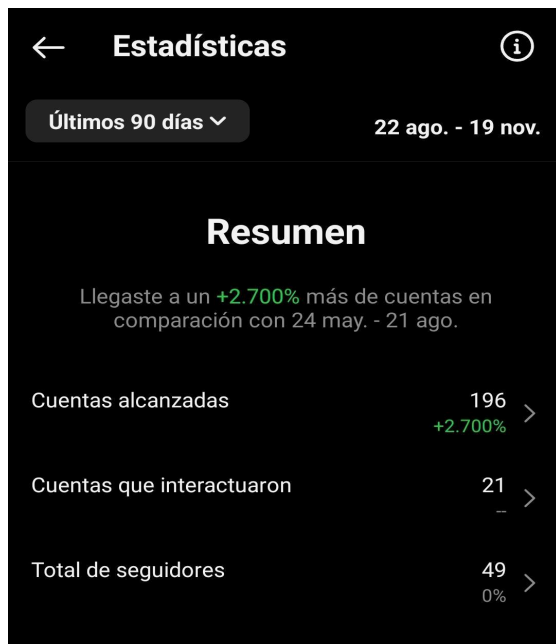 Estadísticas
Últimos 90 días
22 ago. - 19 nov.
Resumen
Llegaste a un +2.700% más de cuentas en
comparación con 24 may. - 21 ago.
Cuentas alcanzadas
196
+2.700%
Cuentas que interactuaron
21
--
Total de seguidores
49
0%